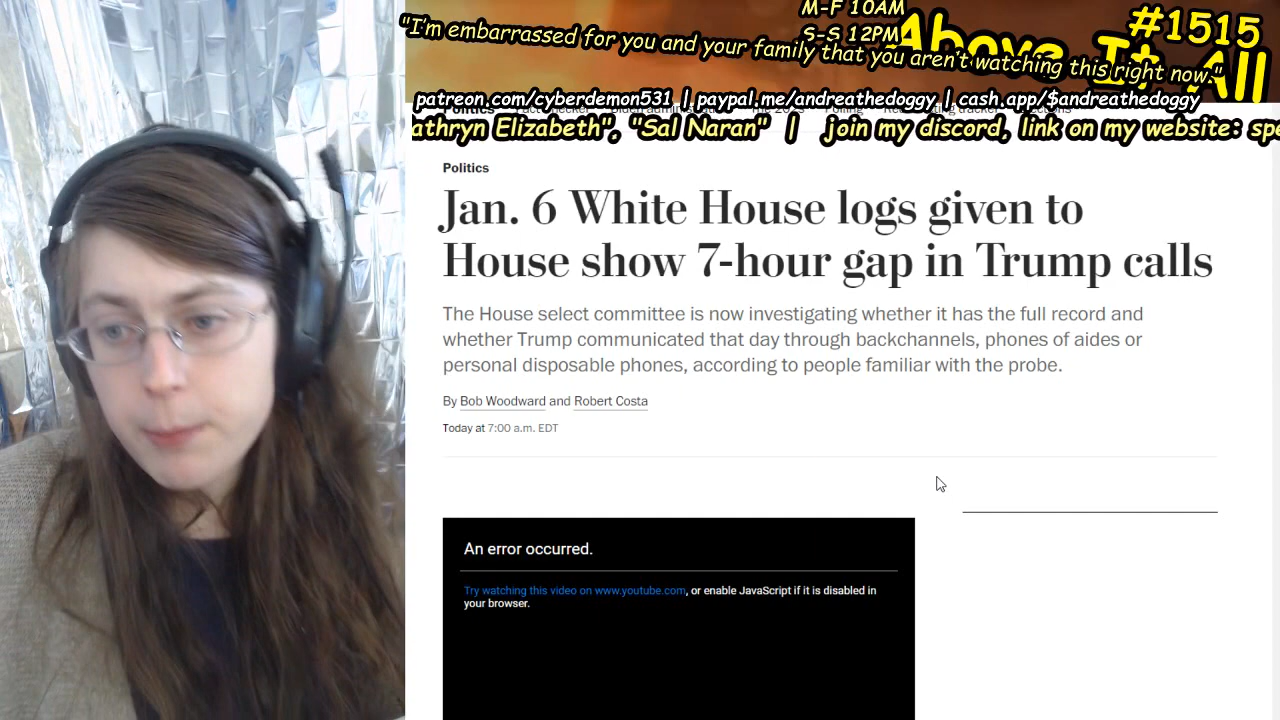 M-F 10AM
S-S 12PM
#1515
Above It All
"I'm embarrassed for you and your family that you aren't watching this right now."
patreon.com/cyberdemon531 | paypal.me/andreathedoggy | cash.app/$andreathedoggy
athryn Elizabeth", "Sal Naran" | join my discord, link on my website: spe
Politics
Jan. 6 White House logs given to
House show 7-hour gap in Trump calls
The House select committee is now investigating whether it has the full record and
whether Trump communicated that day through backchannels, phones of aides or
personal disposable phones, according to people familiar with the probe.
By Bob Woodward and Robert Costa
Today at 7:00 a.m. EDT
An error occurred.
Try watching this video on www.youtube.com, or enable JavaScript if it is disabled in
your browser.